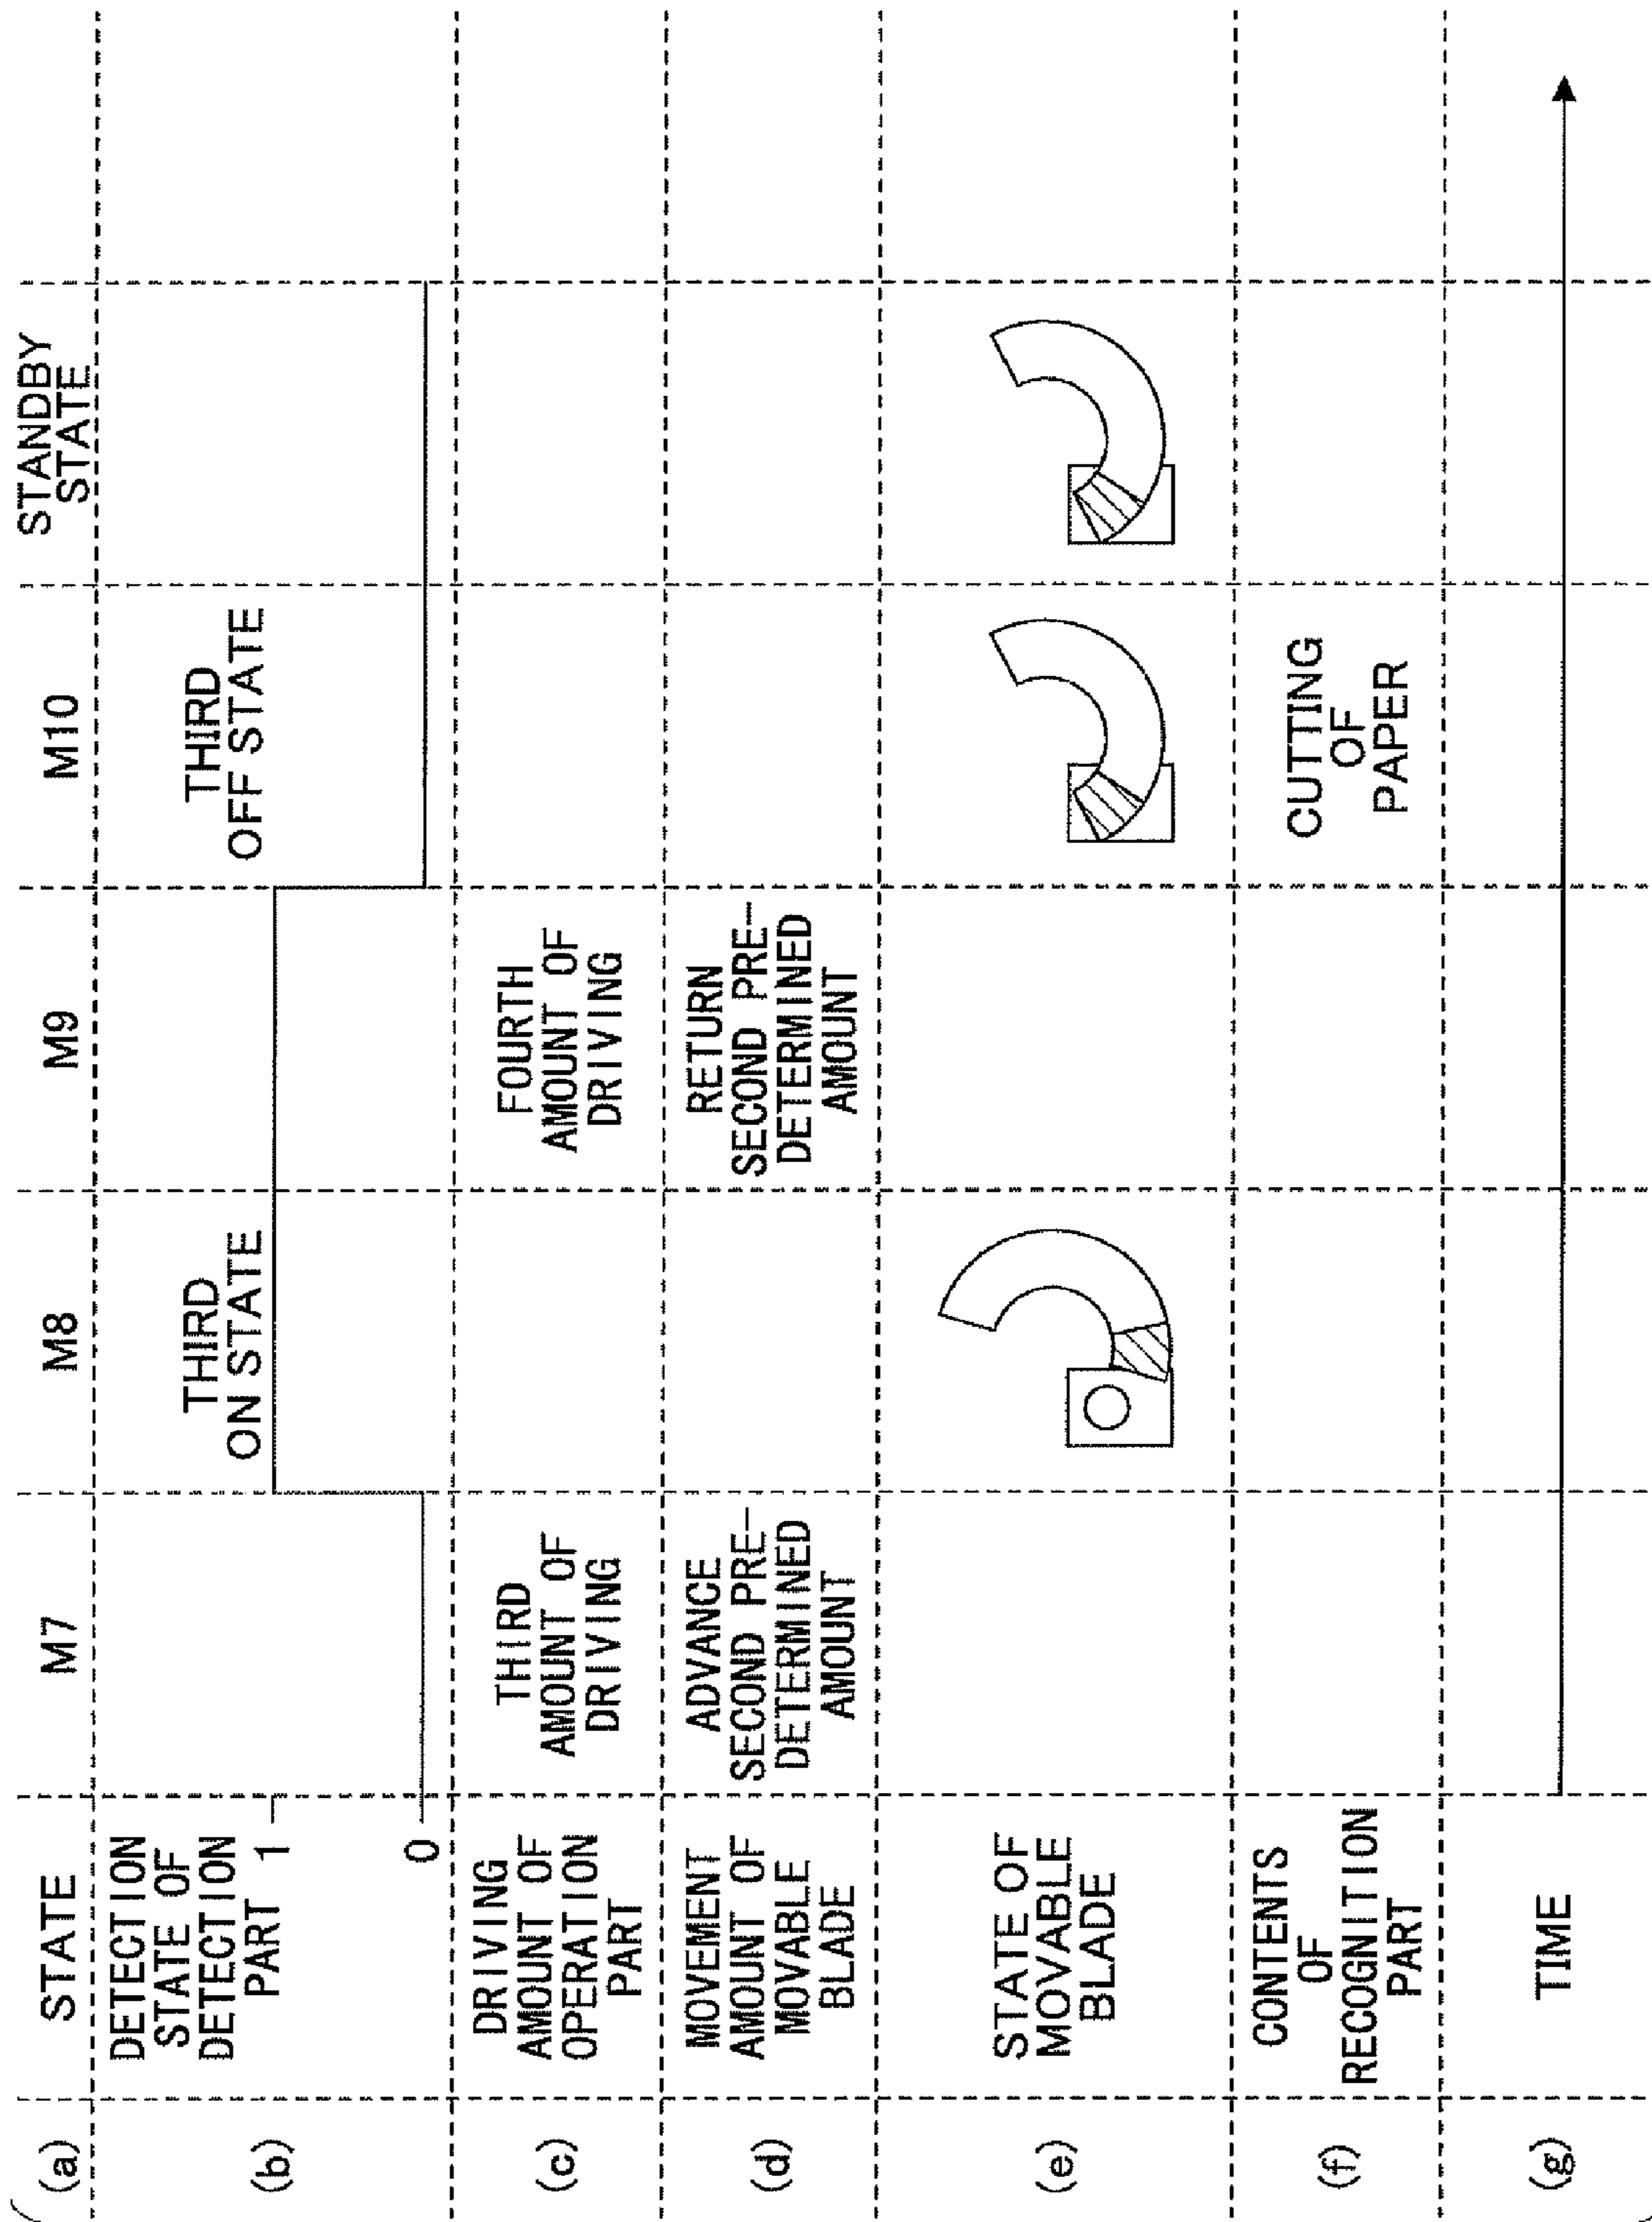 (a)
STATE
M7
M8
M9
M10
STANDBY
STATE
(b)
DETECTION
STATE OF
DETECTION
PART 1
0
THIRD
ON STATE
THIRD
OFF STATE
(c)
DRIVING
AMOUNT OF
OPERATION
PART
THIRD
AMOUNT OF
DRIVING
FOURTH
AMOUNT OF
DRIVING
(d)
MOVEMENT
AMOUNT OF
MOVABLE
BLADE
ADVANCE
SECOND PRE-
DETERMINED
AMOUNT
RETURN
SECOND PRE-
DETERMINED
AMOUNT
(e)
STATE OF
MOVABLE
BLADE
(f)
CONTENTS
OF
RECOGNITION
PART
CUTTING
OF
PAPER
(g)
TIME